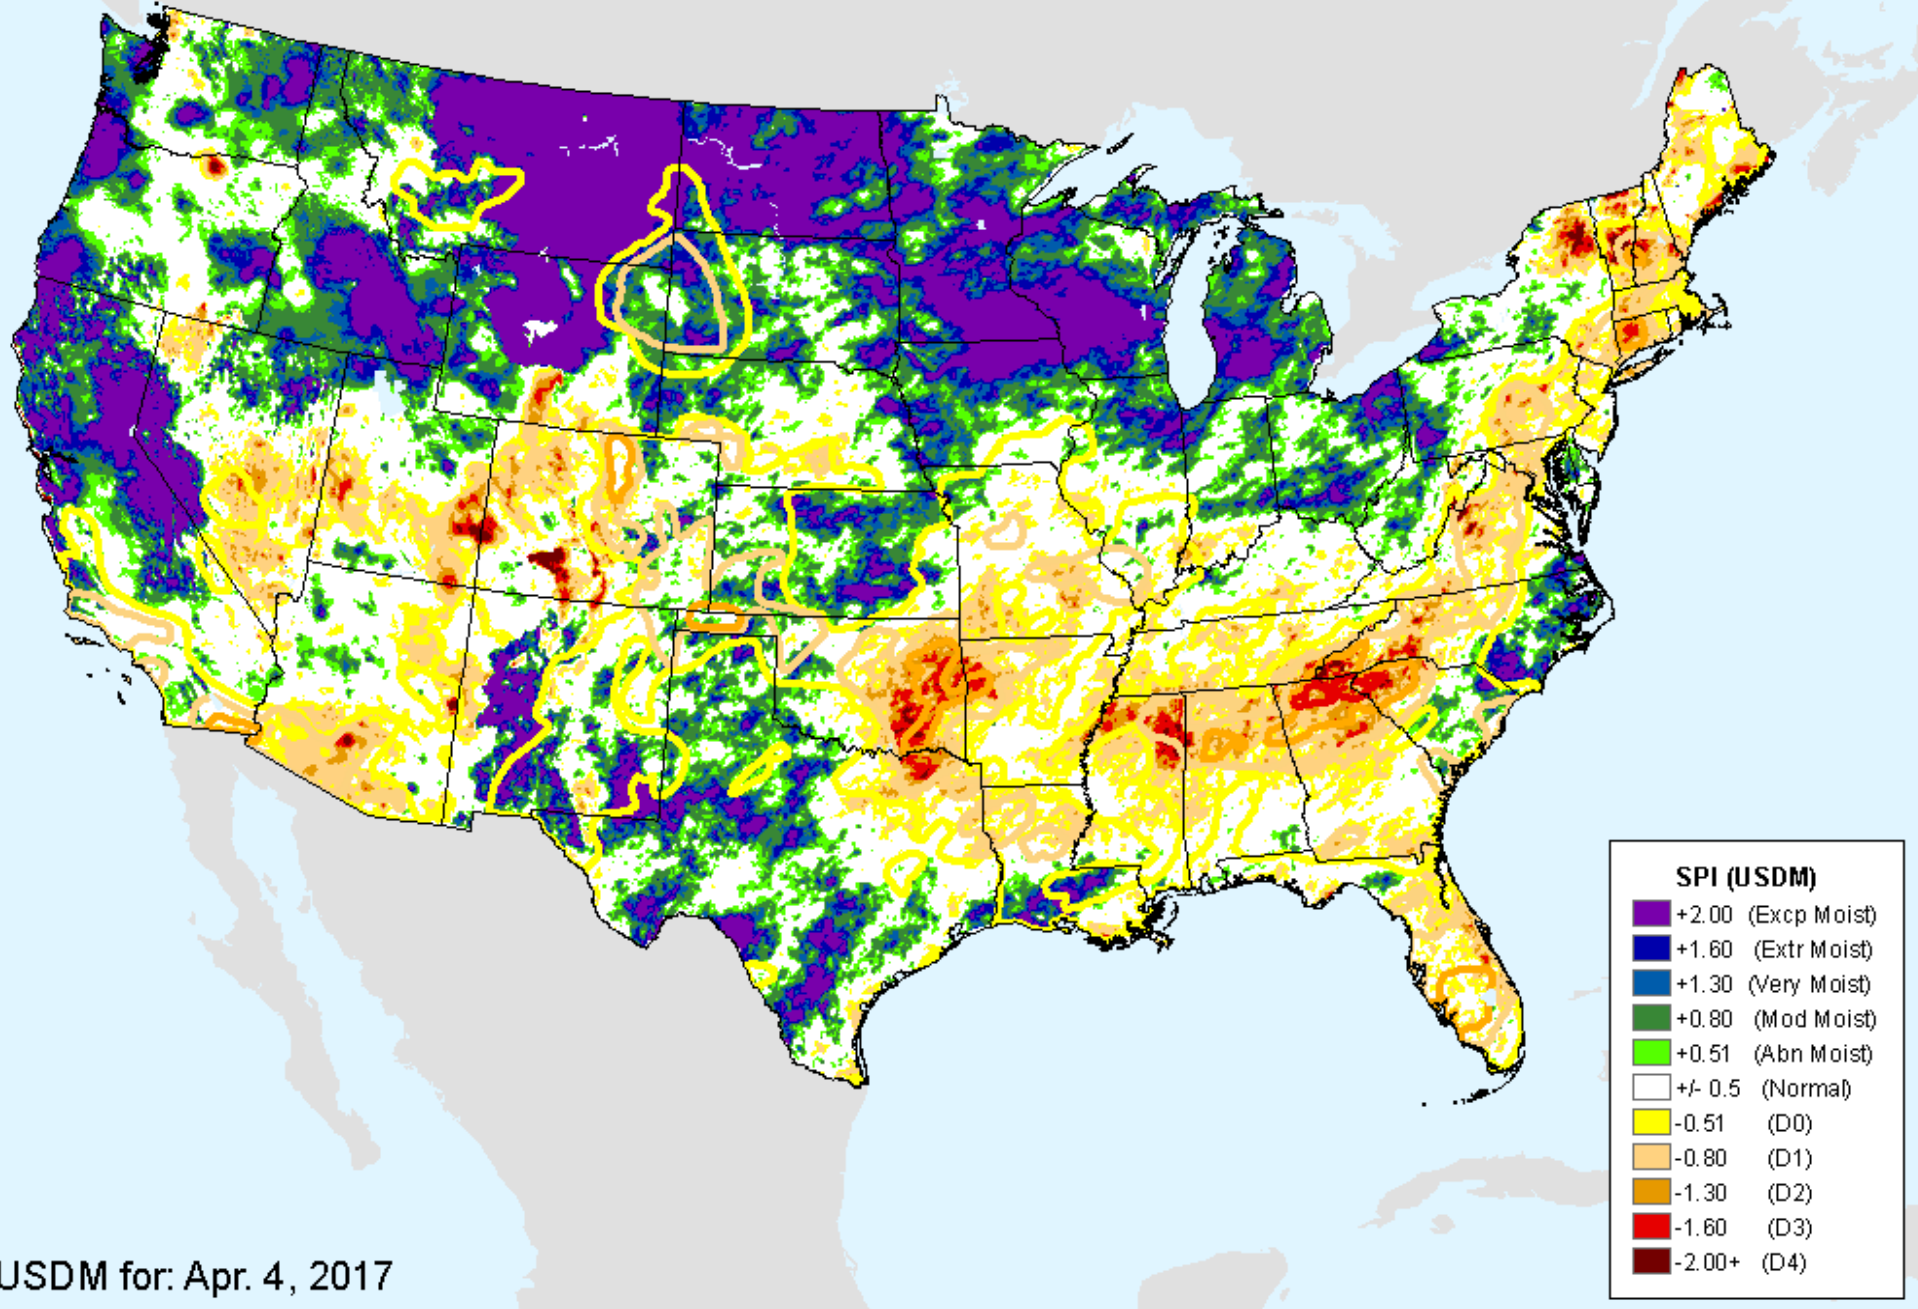 SPI (USDM)
+2.00 (Excp Moist)
+1.60 (Extr Moist)
+1.30 (Very Moist)
+0.80 (Mod Moist)
+0.51 (Abn Moist)
+/- 0.5 (Normal)
-0.51 (D0)
-0.80 (D1)
-1.30 (D2)
-1.60 (D3)
-2.00+ (D4)
USDM for: Apr. 4, 2017